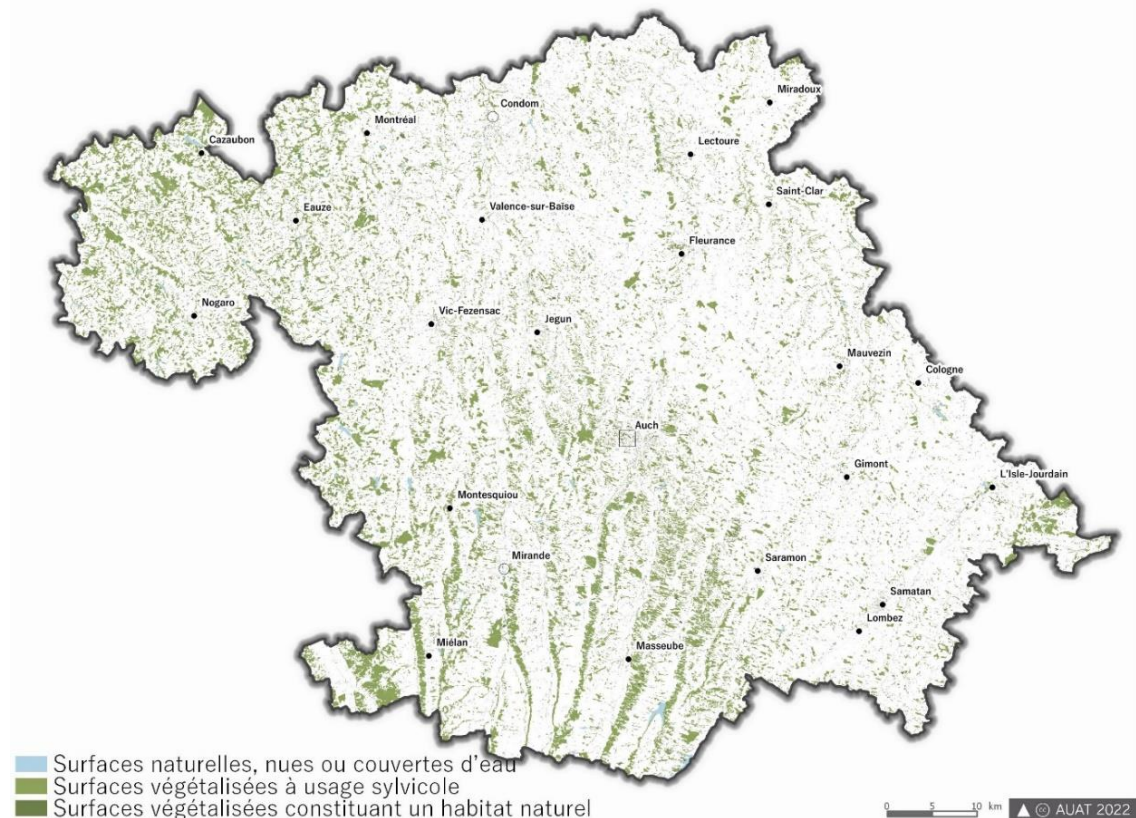 Miradoux
Condom
Montréal
Cazaubon
Lectoure
Saint-Clar
Eauze
Valence-sur-Baïse
Fleurance
Nogaro
Vic-Fezensac
Jegun
Mauvezin
Cologne
Auch
Gimont
L'Isle-Jourdain
Montesquiou
Mirande
Saramon
Samatan
Lombez
Miélan
Masseube
Surfaces naturelles, nues ou couvertes d'eau
Surfaces végétalisées à usage sylvicole
Surfaces végétalisées constituant un habitat naturel
0 5 10 km
AUAT 2022